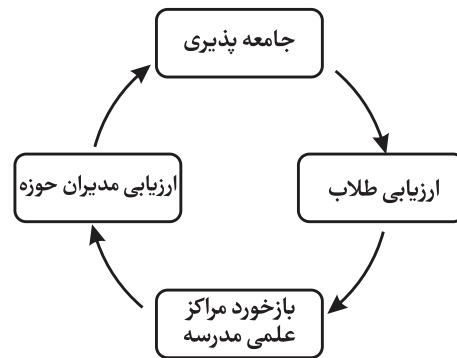 جامعه پذیری
ارزیابی طلاب
بازخورد مراکز
علمی مدرسه
ارزیابی مدیران حوزه